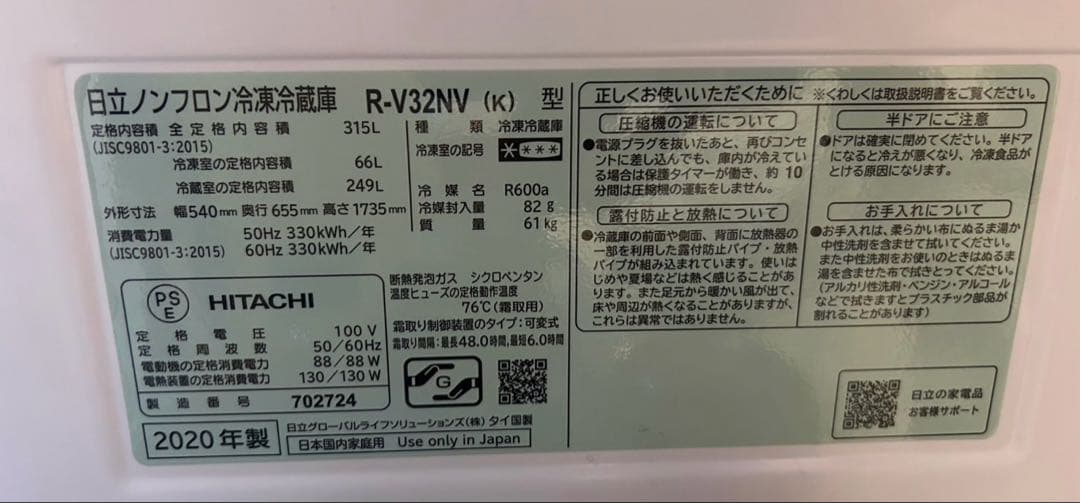 日立ノンフロン冷凍冷蔵庫 R-V32NV (K) 型
定格内容積 全定格内容積 315L
(JISC9801-3:2015)
冷凍室の定格内容積 66L
冷蔵室の定格内容積 249L
外形寸法 幅540mm 奥行655mm 高さ1735mm
消費電力量 50Hz 330kWh/年
(JISC9801-3:2015) 60Hz 330kWh/年
種類 冷凍冷蔵庫
冷凍室の記号 ****
冷媒名 R600a
冷媒封入量 82g
質量 61kg
PSE HITACHI
定格電圧 100V
定格周波数 50/60Hz
電動機の定格消費電力 88/88W
電熱装置の定格消費電力 130/130W
製造番号 702724
断熱発泡ガス シクロペンタン
温度ヒューズの定格動作温度
76℃(霜取用)
霜取り制御装置のタイプ:可変式
霜取り間隔:最長48.0時間,最短6.0時間
G
2020年製
日立グローバルライフソリューションズ(株) タイ国製
日本国内家庭用 Use only in Japan
正しくお使いいただくために ※くわしくは取扱説明書をご覧ください。
圧縮機の運転について
●電源プラグを抜いたあと、再びコンセ
ントに差し込んでも、庫内が冷えてい
る場合は保護タイマーが働き、約10
分間は圧縮機の運転をしません。
露付防止と放熱について
●冷蔵庫の前面や側面、背面に放熱器の
一部を利用した露付防止パイプ・放熱
パイプが組み込まれています。使いは
じめや夏場などは熱く感じることがあ
ります。また足元から暖かい風が出て、
床や周辺が熱くなることがありますが、
これらは異常ではありません。
半ドアにご注意
●ドアは確実に閉めてください。半ドア
になると冷えが悪くなり、冷凍食品が
とける原因になります。
お手入れについて
●お手入れは、柔らかい布にぬるま湯か
中性洗剤を含ませて拭いてください。
また中性洗剤をお使いのときはぬるま
湯を含ませた布で拭きとってください。
(アルカリ性洗剤・ベンジン・アルコール
などで拭きますとプラスチック部品が
割れることがあります)
日立の家電品
お客様サポート